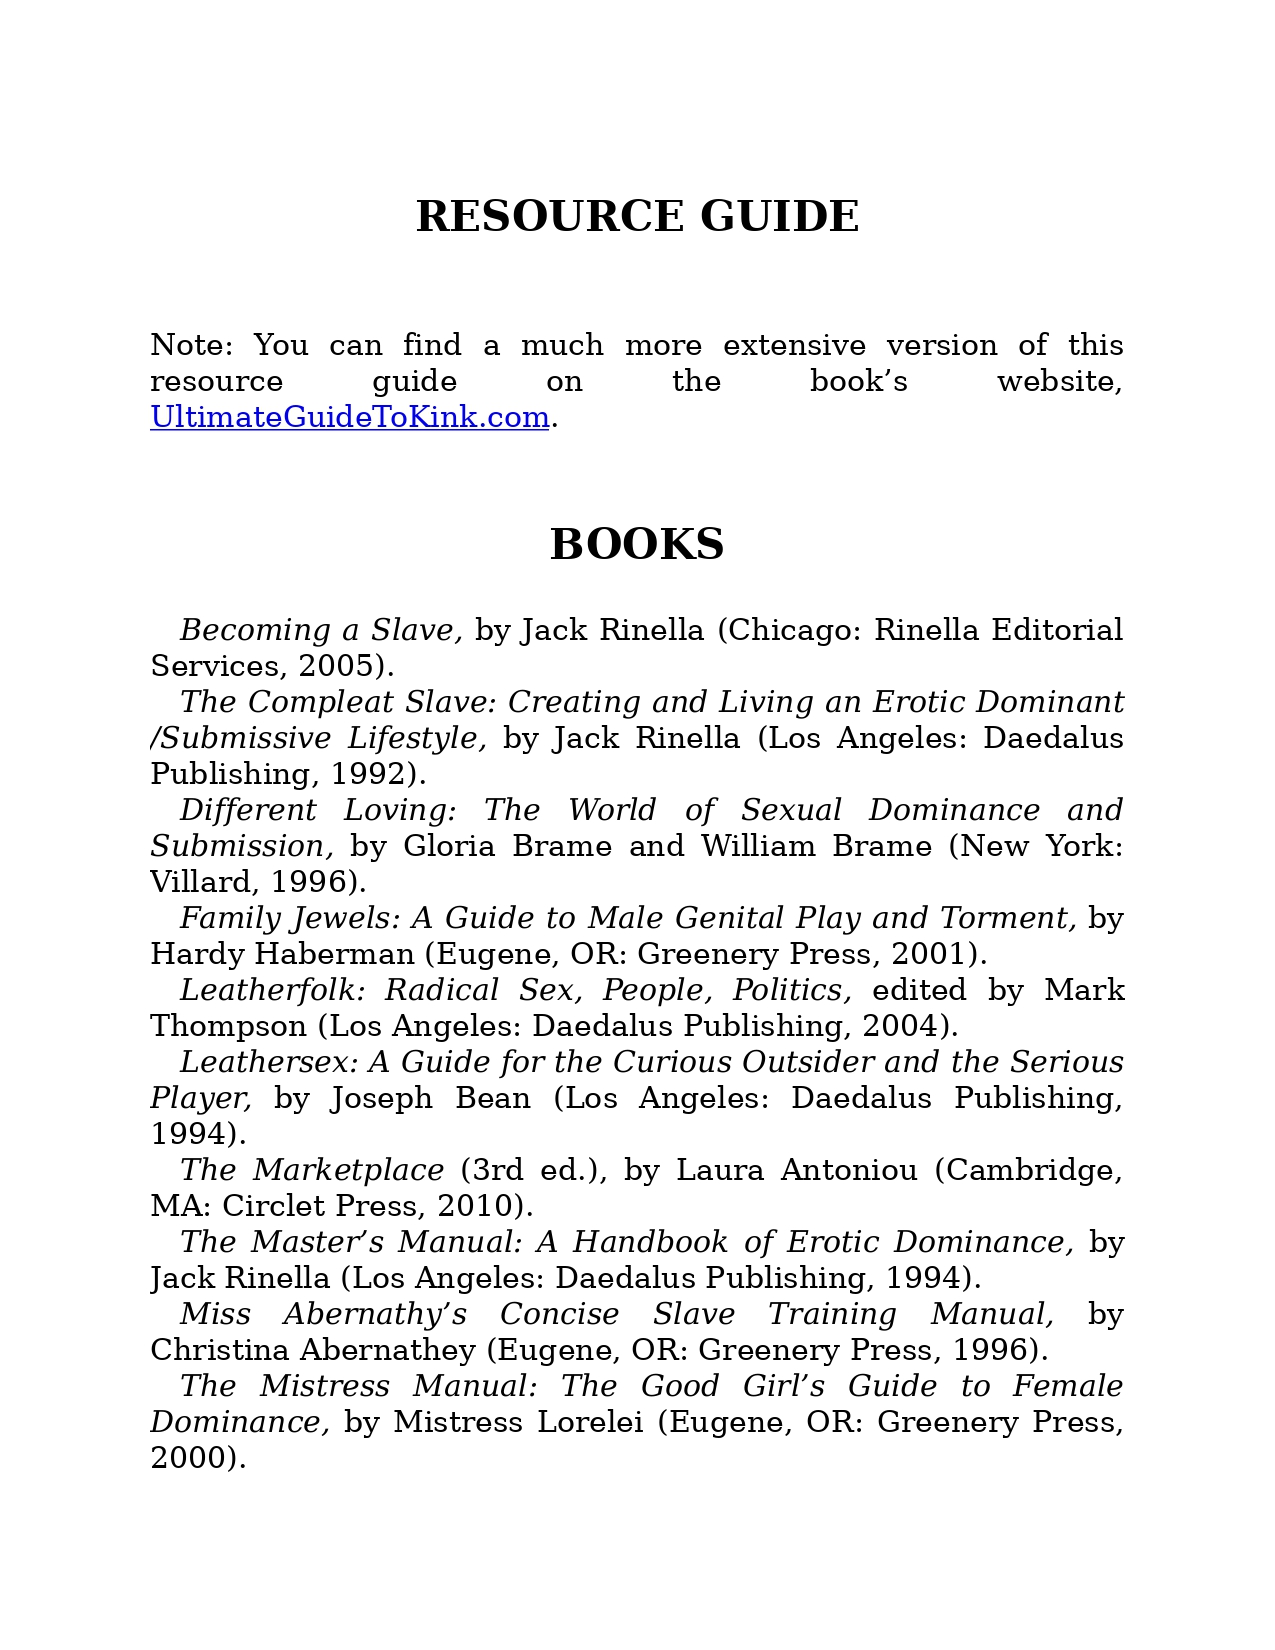 RESOURCE GUIDE
Note: You can find a much more extensive version of this
resource guide on the book’s website,
UltimateGuideToKink.com.
BOOKS
Becoming a Slave, by Jack Rinella (Chicago: Rinella Editorial
Services, 2005).
The Compleat Slave: Creating and Living an Erotic Dominant
/Submissive Lifestyle, by Jack Rinella (Los Angeles: Daedalus
Publishing, 1992).
Different Loving: The World of Sexual Dominance and
Submission, by Gloria Brame and William Brame (New York:
Villard, 1996).
Family Jewels: A Guide to Male Genital Play and Torment, by
Hardy Haberman (Eugene, OR: Greenery Press, 2001).
Leatherfolk: Radical Sex, People, Politics, edited by Mark
Thompson (Los Angeles: Daedalus Publishing, 2004).
Leathersex: A Guide for the Curious Outsider and the Serious
Player, by Joseph Bean (Los Angeles: Daedalus Publishing,
1994).
The Marketplace (3rd ed.), by Laura Antoniou (Cambridge,
MA: Circlet Press, 2010).
The Master’s Manual: A Handbook of Erotic Dominance, by
Jack Rinella (Los Angeles: Daedalus Publishing, 1994).
Miss Abernathy’s Concise Slave Training Manual, by
Christina Abernathey (Eugene, OR: Greenery Press, 1996).
The Mistress Manual: The Good Girl’s Guide to Female
Dominance, by Mistress Lorelei (Eugene, OR: Greenery Press,
2000).